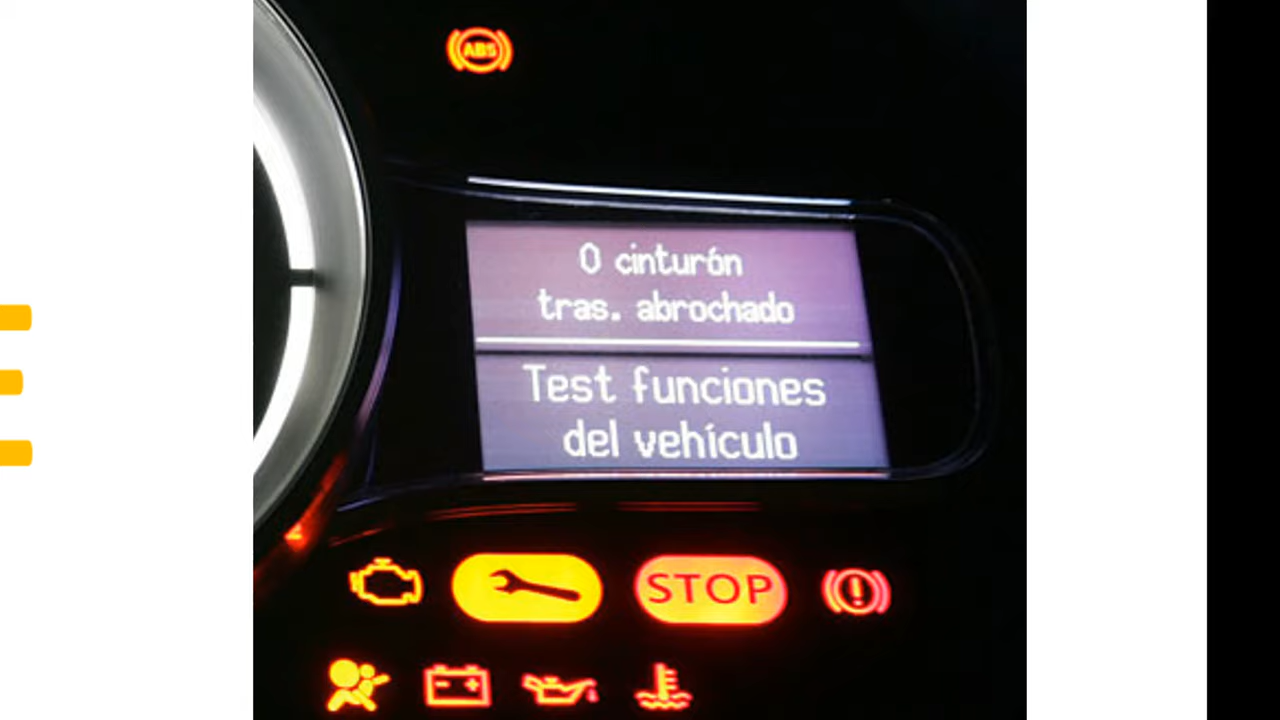 ABS
0 cinturón
tras. abrochado
Test funciones
del vehículo
STOP